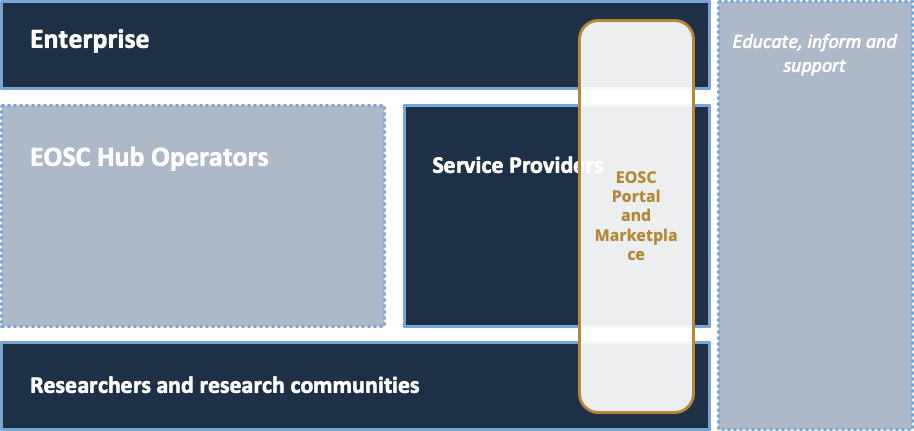 Enterprise
Educate, inform and
support
EOSC Hub Operators
Service Providers
EOSC
Portal
and
Marketpla
ce
Researchers and research communities